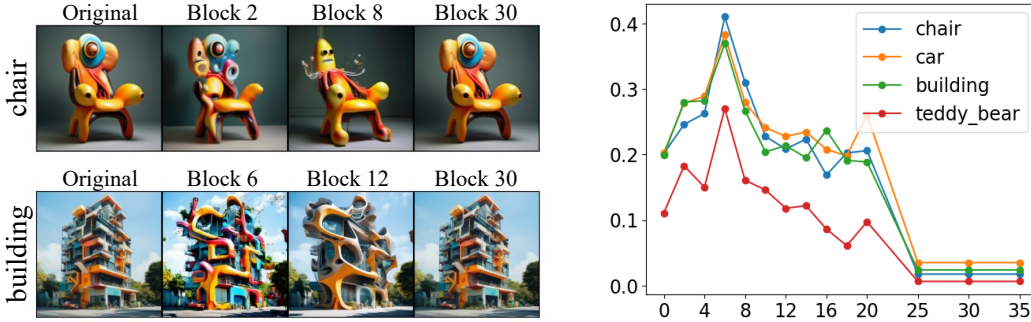 Original Block 2 Block 8 Block 30
chair
Original Block 6 Block 12 Block 30
building
0.4
0.3
0.2
0.1
0.0
0 4 8 12 16 20 25 30 35
chair
car
building
teddy_bear